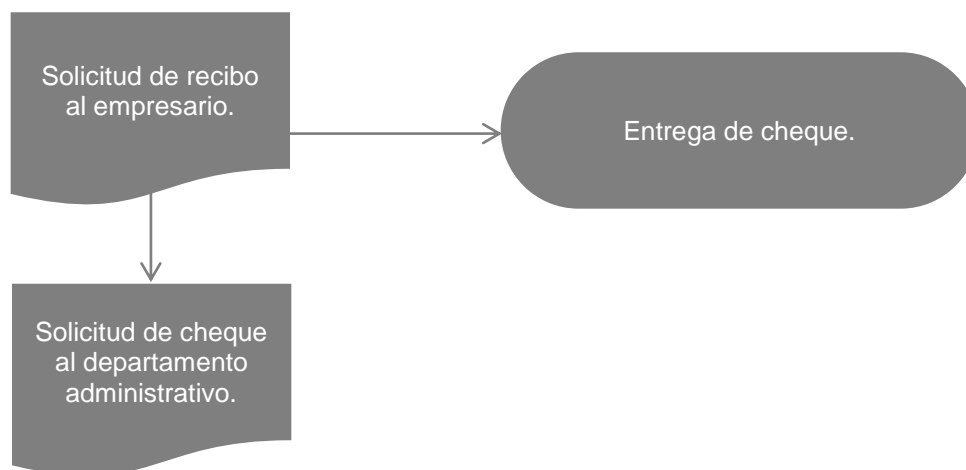 Solicitud de recibo
al empresario.
Entrega de cheque.
Solicitud de cheque
al departamento
administrativo.